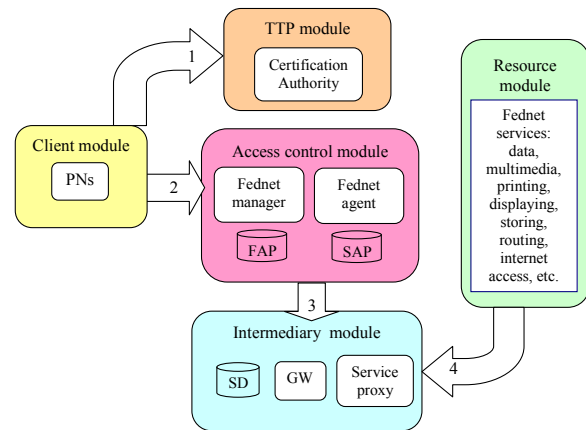 TTP module
Certification
Authority
1
Resource
module
Fednet
services:
data,
multimedia,
printing,
displaying,
storing,
routing,
internet
access, etc.
Client module
PNs
2
Access control module
Fednet
manager
Fednet
agent
FAP
SAP
3
Intermediary module
SD
GW
Service
proxy
4